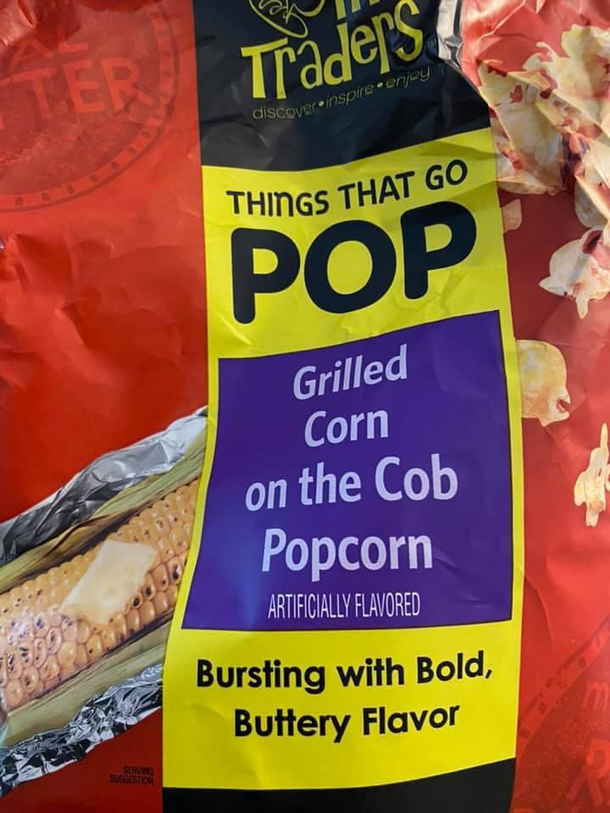 Traders
discover•inspire•enjoy
TER
THINGS THAT GO
POP
Grilled
Corn
on the Cob
Popcorn
ARTIFICIALLY FLAVORED
Bursting with Bold,
Buttery Flavor
SERVING
SUGGESTION